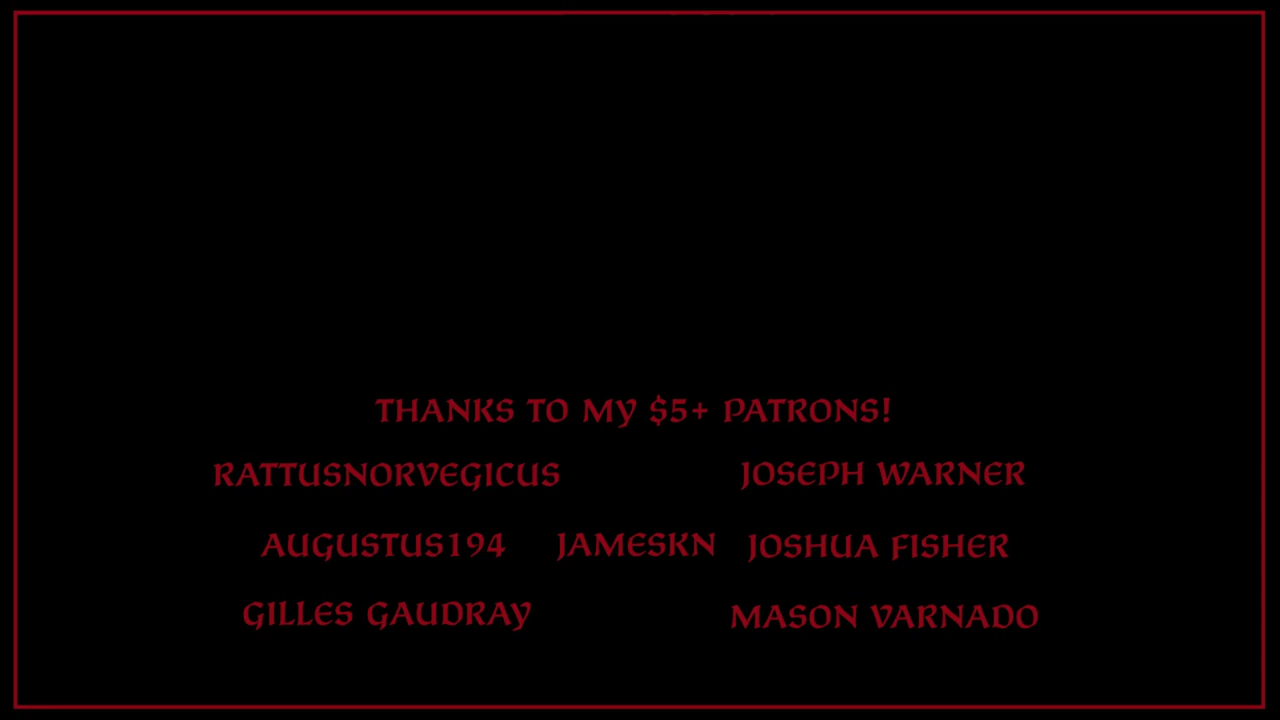 THANKS TO MY $5+ PATRONS!
RATTUSNORVEGICUS JOSEPH WARNER
AUGUSTUS194 JAMESKN JOSHUA FISHER
GILLES GAUDRAY MASON VARNADO